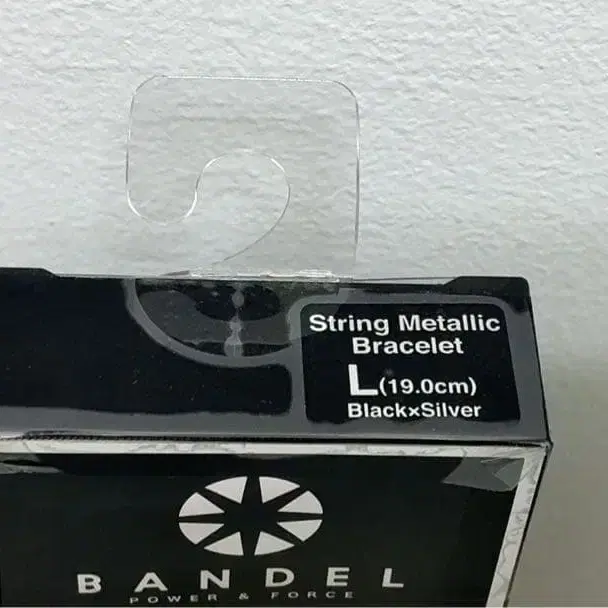 String Metallic
Bracelet
L(19.0cm)
Black×Silver
BANDEL
POWER & FORCE